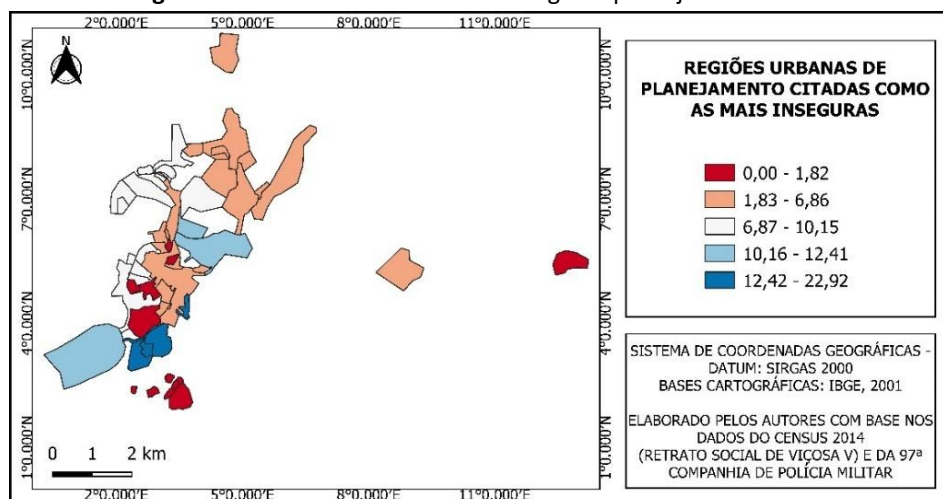 2°0.000'E 5°0.000'E 8°0.000'E 11°0.000'E
N
10°0.000'N
7°0.000'N
4°0.000'N
1°0.000'N
10°0.000'N
7°0.000'N
4°0.000'N
1°0.000'N
0 1 2 km
2°0.000'E 5°0.000'E 8°0.000'E 11°0.000'E
REGIÕES URBANAS DE
PLANEJAMENTO CITADAS COMO
AS MAIS INSEGURAS
0,00 - 1,82
1,83 - 6,86
6,87 - 10,15
10,16 - 12,41
12,42 - 22,92
SISTEMA DE COORDENADAS GEOGRÁFICAS -
DATUM: SIRGAS 2000
BASES CARTOGRÁFICAS: IBGE, 2001
ELABORADO PELOS AUTORES COM BASE NOS
DADOS DO CENSUS 2014
(RETRATO SOCIAL DE VIÇOSA V) E DA 97ª
COMPANHIA DE POLÍCIA MILITAR